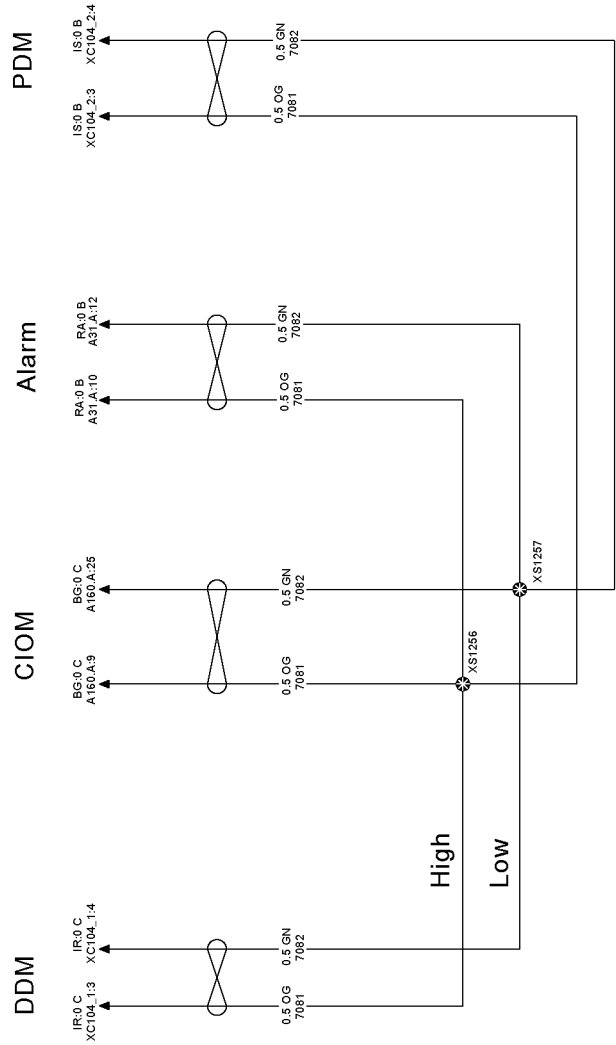 PDM
IS:0 B
XC104_2:4
IS:0 B
XC104_2:3
0.5 GN
7082
0.5 OG
7081
Alarm
RA:0 B
A31.A:12
RA:0 B
A31.A:10
0.5 GN
7082
0.5 OG
7081
CIOM
BG:0 C
A160.A:25
BG:0 C
A160.A:9
0.5 GN
7082
0.5 OG
7081
XS1257
XS1256
High
Low
DDM
IR:0 C
XC104_1:4
IR:0 C
XC104_1:3
0.5 GN
7082
0.5 OG
7081